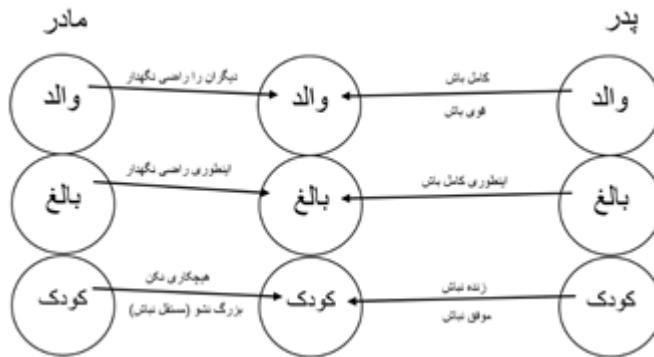 پدر
مادر
والد
کامل باش
قوی باش
والد
دیگران را راضی نگهدار
والد
بالغ
اینطوری کامل باش
بالغ
اینطوری راضی نگهدار
بالغ
کودک
زنده نباش
موفق نباش
کودک
هیچکاری نکن
بزرگ نشو (مستقل نباش)
کودک